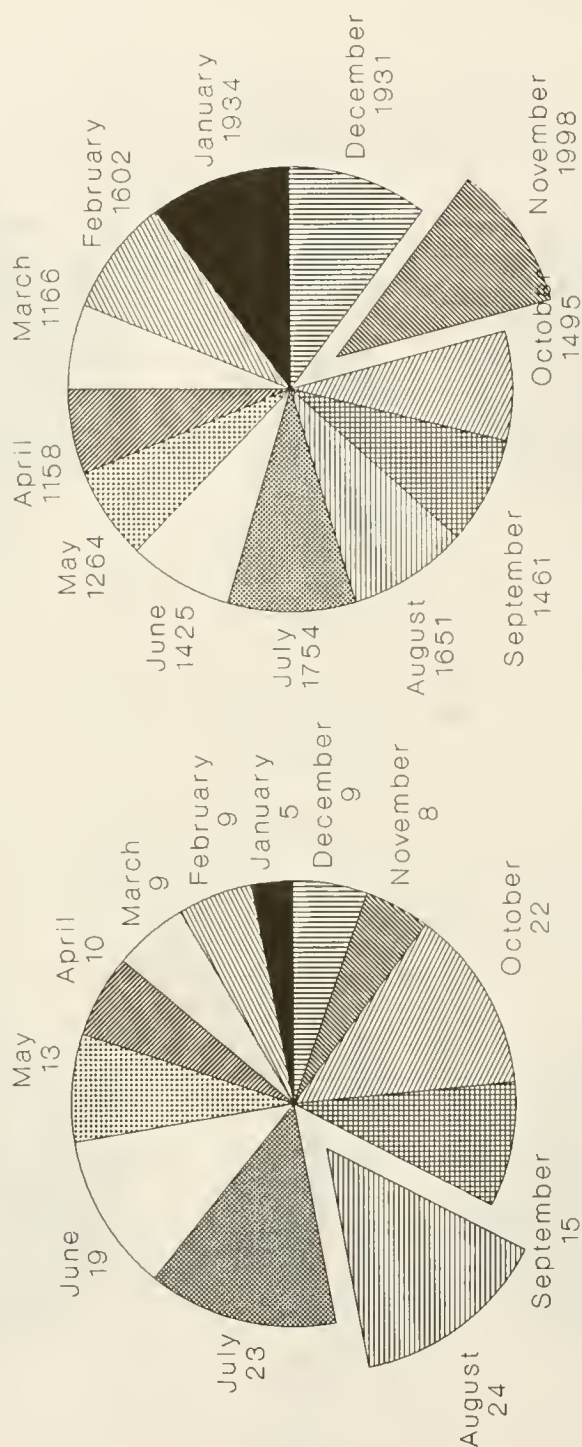 May
13
April
10
March
9
February
9
January
5
December
9
November
8
October
22
September
15
August
24
July
23
June
19
May
1264
April
1158
March
1166
February
1602
January
1934
December
1931
November
1998
October
1495
September
1461
August
1651
July
1754
June
1425